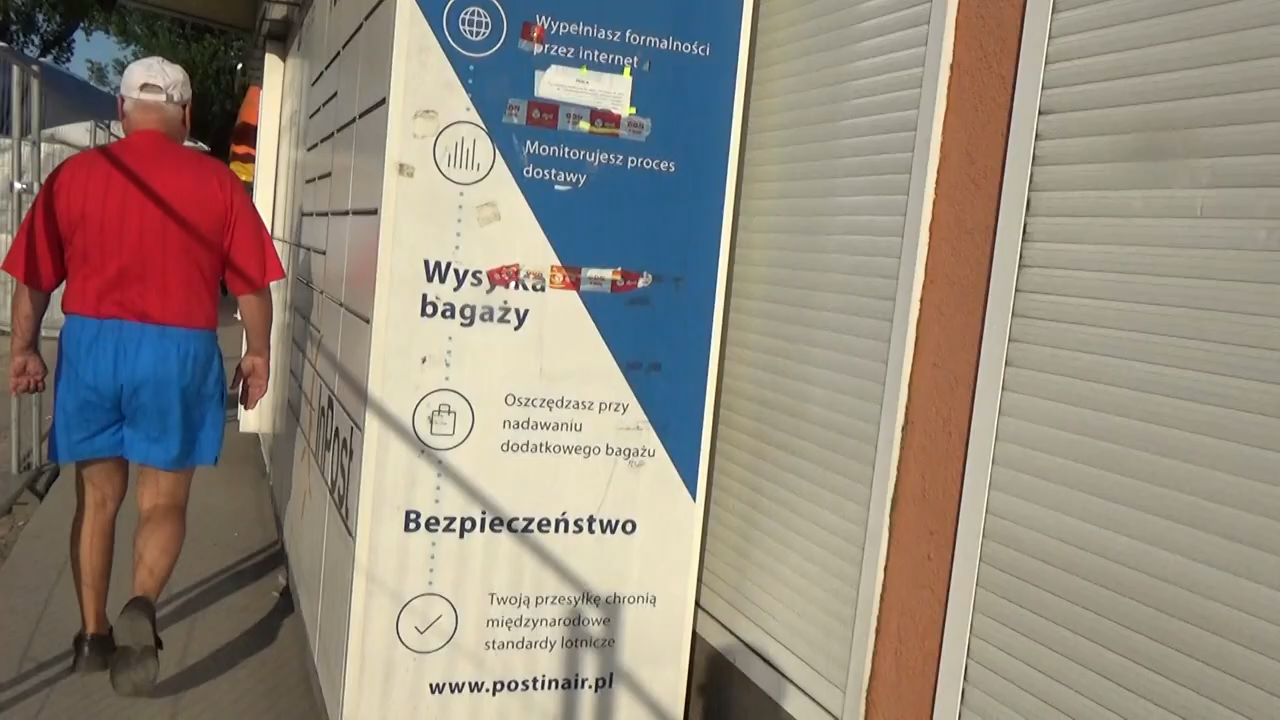 Wypełniasz formalności
przez internet
Monitorujesz proces
dostawy
Wysyłka
bagaży
Oszczędzasz przy
nadawaniu
dodatkowego bagażu
InPost
Bezpieczeństwo
Twoją przesyłkę chronią
międzynarodowe
standardy lotnicze
www.postinair.pl